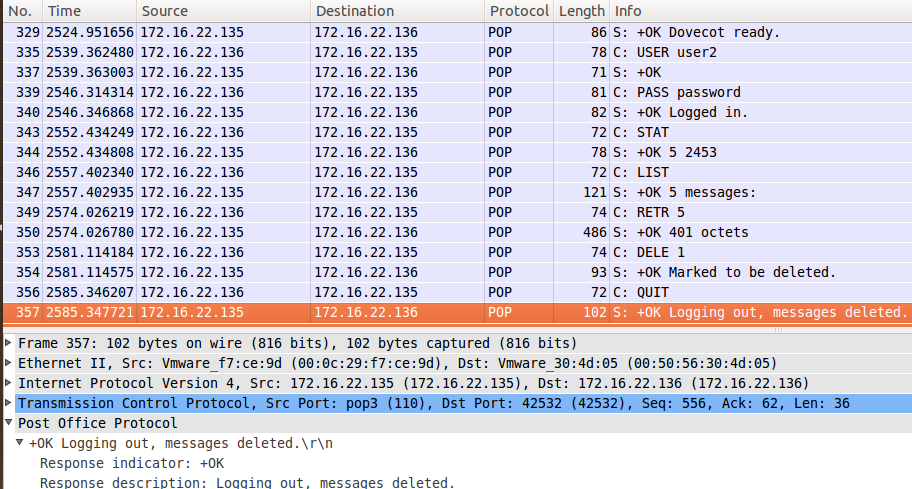 No. Time Source Destination Protocol Length Info
329 2524.951656 172.16.22.135 172.16.22.136 POP 86 S: +OK Dovecot ready.
335 2539.362480 172.16.22.136 172.16.22.135 POP 78 C: USER user2
337 2539.363003 172.16.22.135 172.16.22.136 POP 71 S: +OK
339 2546.314314 172.16.22.136 172.16.22.135 POP 81 C: PASS password
340 2546.346868 172.16.22.135 172.16.22.136 POP 82 S: +OK Logged in.
343 2552.434249 172.16.22.136 172.16.22.135 POP 72 C: STAT
344 2552.434808 172.16.22.135 172.16.22.136 POP 78 S: +OK 5 2453
346 2557.402340 172.16.22.136 172.16.22.135 POP 72 C: LIST
347 2557.402935 172.16.22.135 172.16.22.136 POP 121 S: +OK 5 messages:
349 2574.026219 172.16.22.136 172.16.22.135 POP 74 C: RETR 5
350 2574.026780 172.16.22.135 172.16.22.136 POP 486 S: +OK 401 octets
353 2581.114184 172.16.22.136 172.16.22.135 POP 74 C: DELE 1
354 2581.114575 172.16.22.135 172.16.22.136 POP 93 S: +OK Marked to be deleted.
356 2585.346207 172.16.22.136 172.16.22.135 POP 72 C: QUIT
357 2585.347721 172.16.22.135 172.16.22.136 POP 102 S: +OK Logging out, messages deleted.
Frame 357: 102 bytes on wire (816 bits), 102 bytes captured (816 bits)
Ethernet II, Src: Vmware_f7:ce:9d (00:0c:29:f7:ce:9d), Dst: Vmware_30:4d:05 (00:50:56:30:4d:05)
Internet Protocol Version 4, Src: 172.16.22.135 (172.16.22.135), Dst: 172.16.22.136 (172.16.22.136)
Transmission Control Protocol, Src Port: pop3 (110), Dst Port: 42532 (42532), Seq: 556, Ack: 62, Len: 36
Post Office Protocol
+OK Logging out, messages deleted.\r\n
Response indicator: +OK
Response description: Logging out, messages deleted.